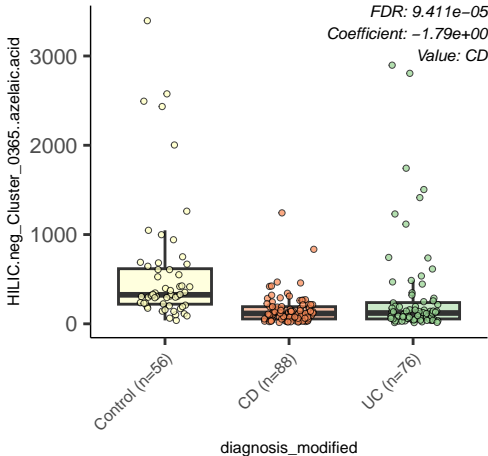 FDR: 9.411e−05
Coefficient: −1.79e+00
Value: CD
HILIC.neg_Cluster_0365..azelaic.acid
3000
2000
1000
0
Control (n=56)
CD (n=88)
UC (n=76)
diagnosis_modified